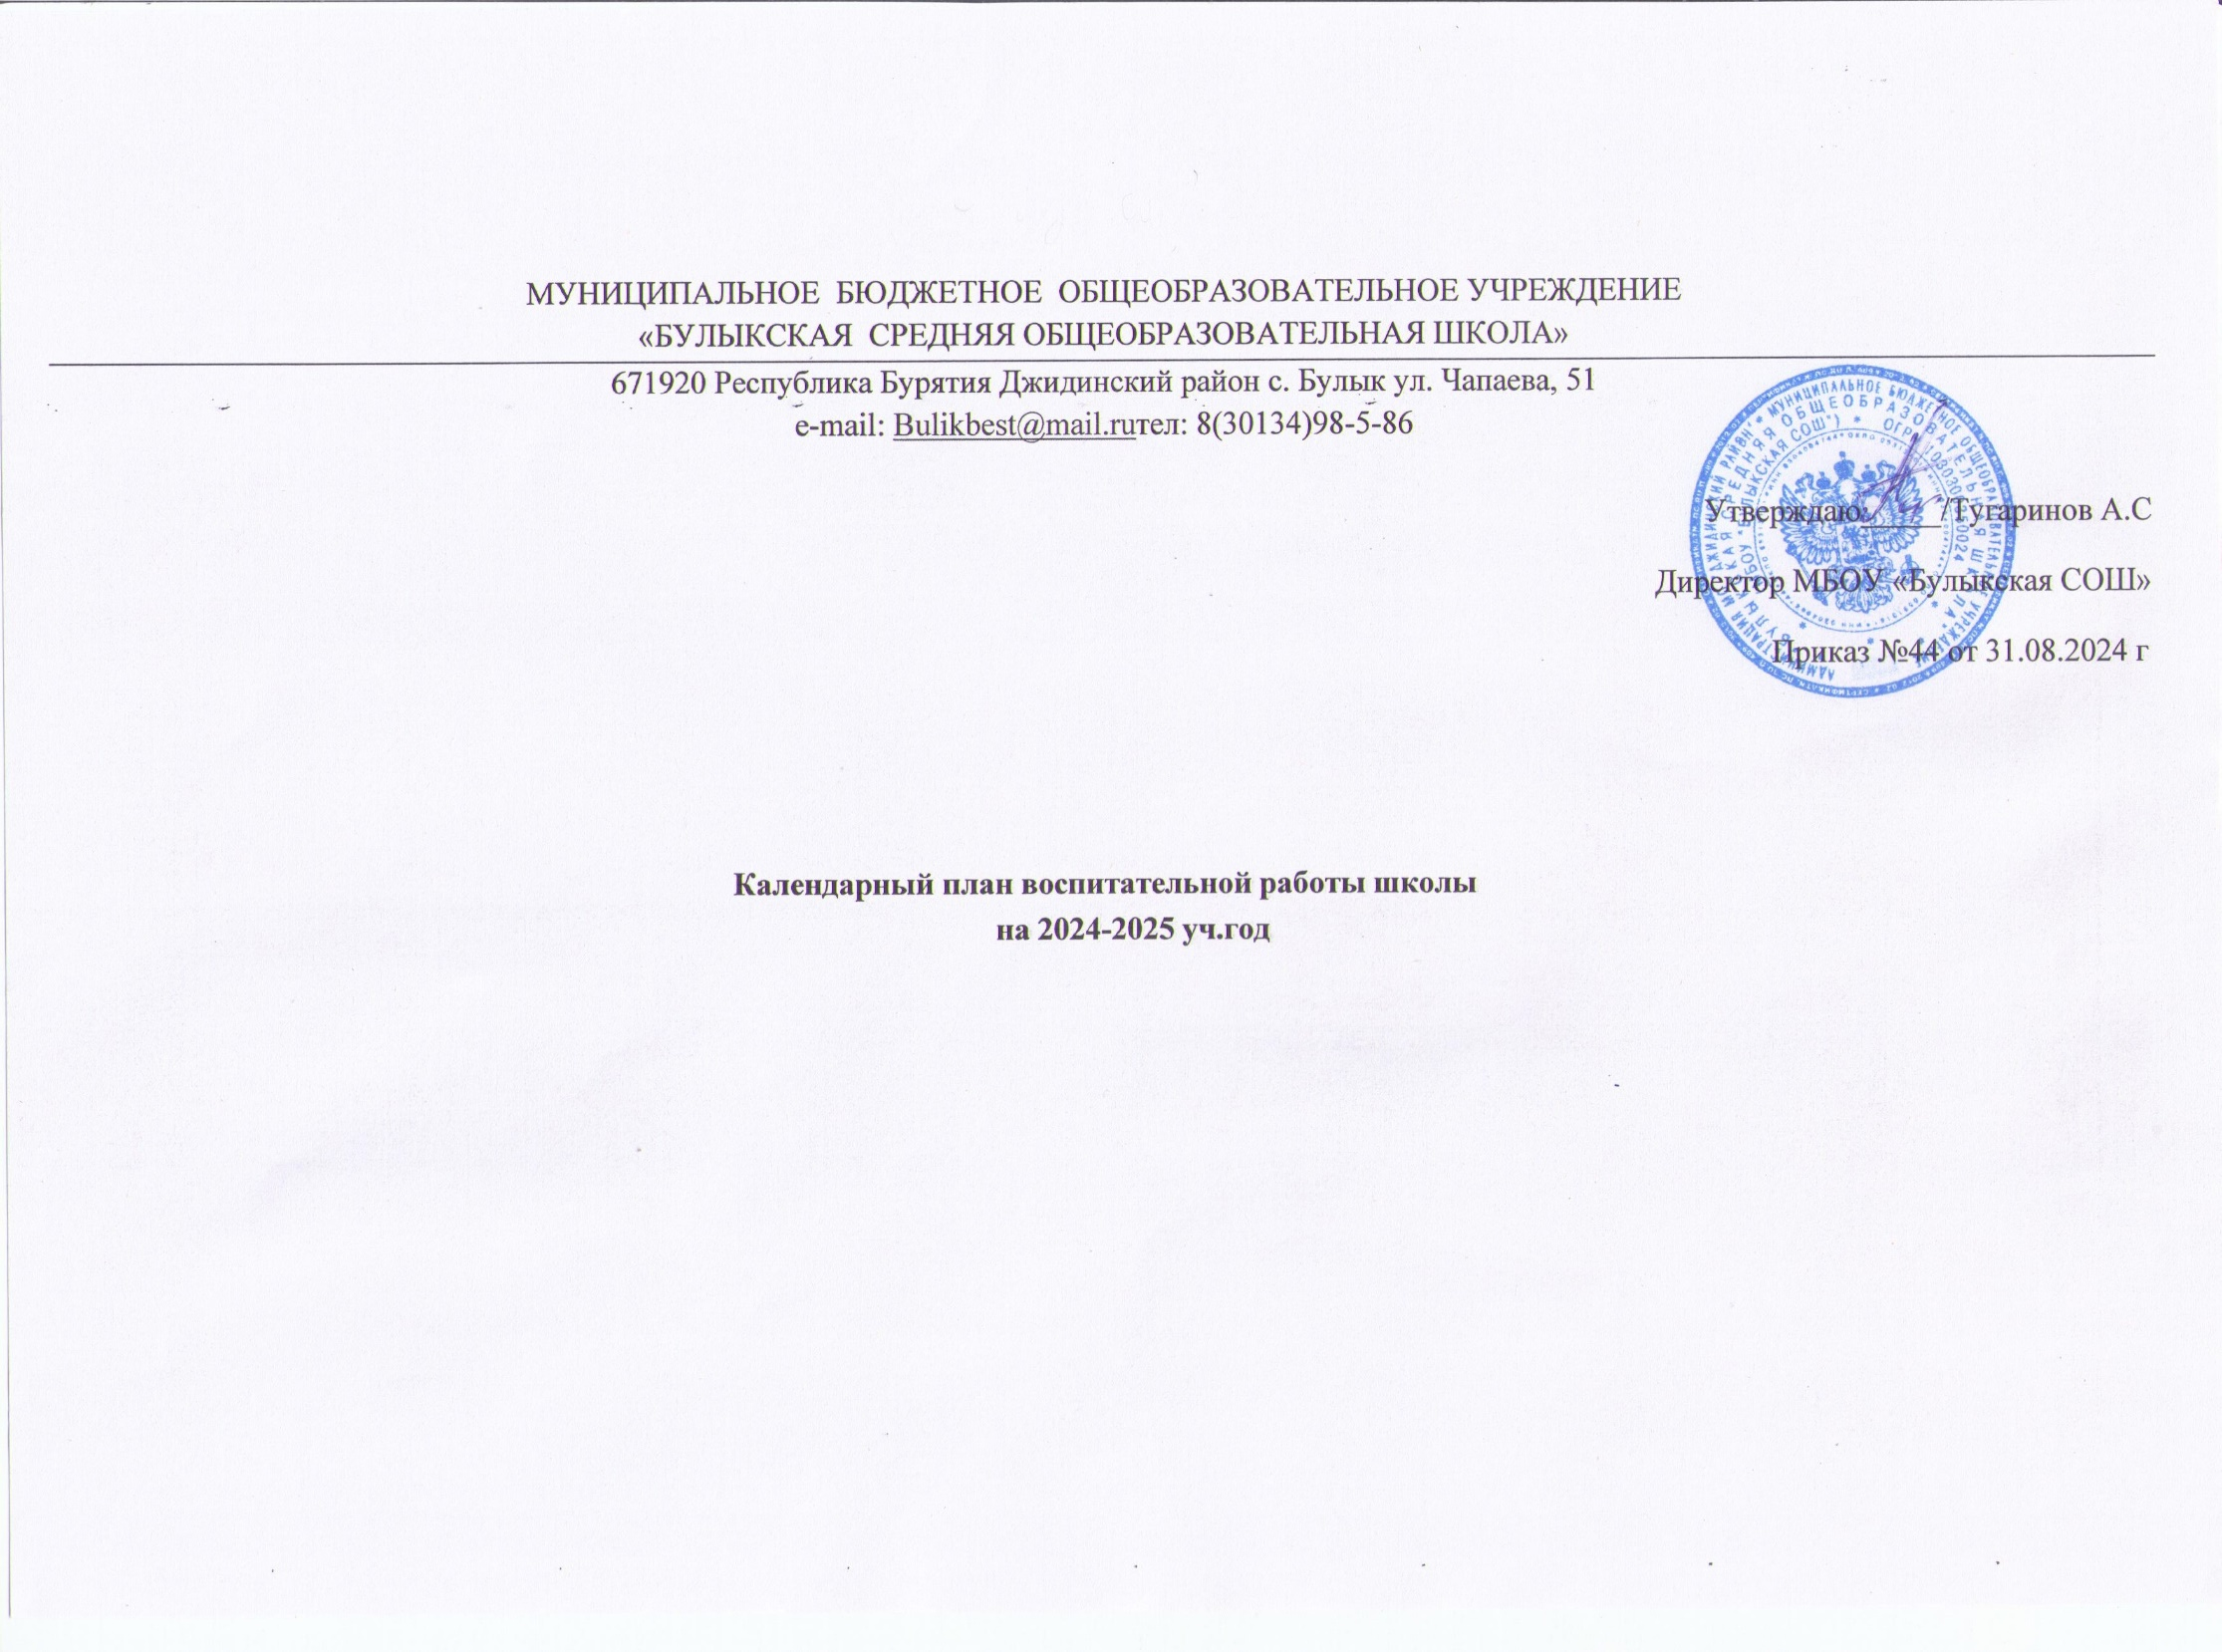 МУНИЦИПАЛЬНОЕ БЮДЖЕТНОЕ ОБЩЕОБРАЗОВАТЕЛЬНОЕ УЧРЕЖДЕНИЕ
«БУЛЫКСКАЯ СРЕДНЯЯ ОБЩЕОБРАЗОВАТЕЛЬНАЯ ШКОЛА»
671920 Республика Бурятия Джидинский район с. Булык ул. Чапаева, 51
e-mail: Bulikbest@mail.ruтел: 8(30134)98-5-86
Утверждаю:_____/Тугаринов А.С
Директор МБОУ «Булыкская СОШ»
Приказ №44 от 31.08.2024 г
Календарный план воспитательной работы школы
на 2024-2025 уч.год